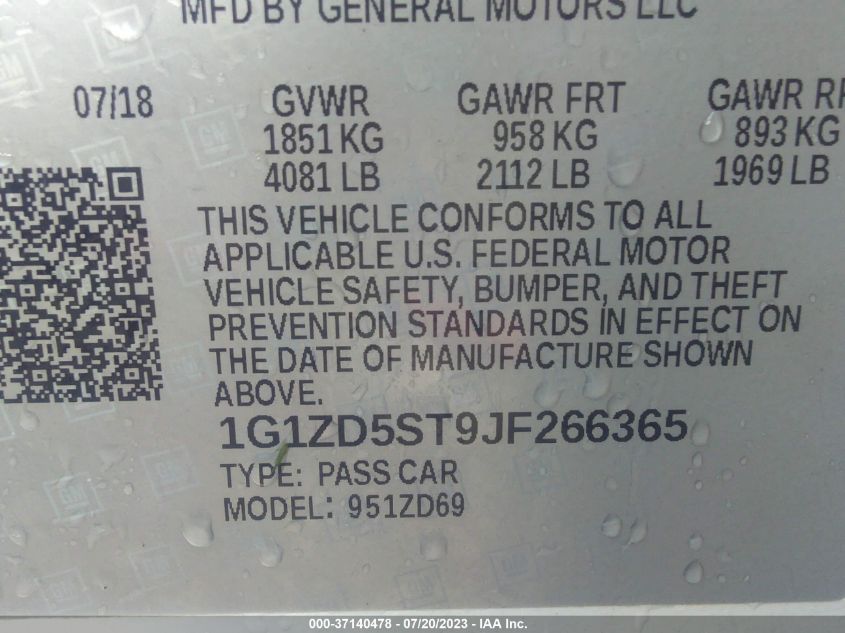 MFD BY GENERAL MOTORS LLC
07/18 GVWR GAWR FRT GAWR RR
1851 KG 958 KG 893 KG
4081 LB 2112 LB 1969 LB
THIS VEHICLE CONFORMS TO ALL
APPLICABLE U.S. FEDERAL MOTOR
VEHICLE SAFETY, BUMPER, AND THEFT
PREVENTION STANDARDS IN EFFECT ON
THE DATE OF MANUFACTURE SHOWN
ABOVE.
1G1ZD5ST9JF266365
TYPE: PASS CAR
MODEL: 951ZD69
000-37140478 - 07/20/2023 - IAA Inc.